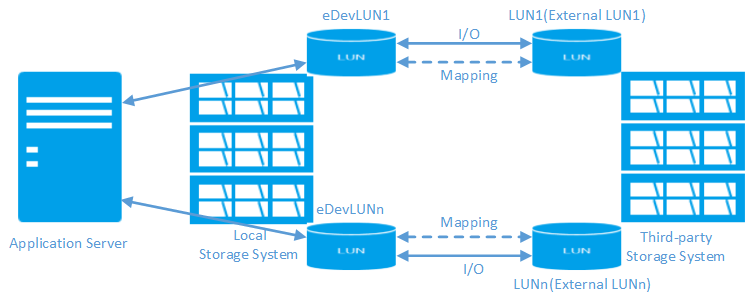 eDevLUN1
LUN1(External LUN1)
I/O
LUN
LUN
Mapping
eDevLUNn
Mapping
Application Server
Local
Storage System
LUN
LUN
Third-party
Storage System
I/O
LUNn(External LUNn)